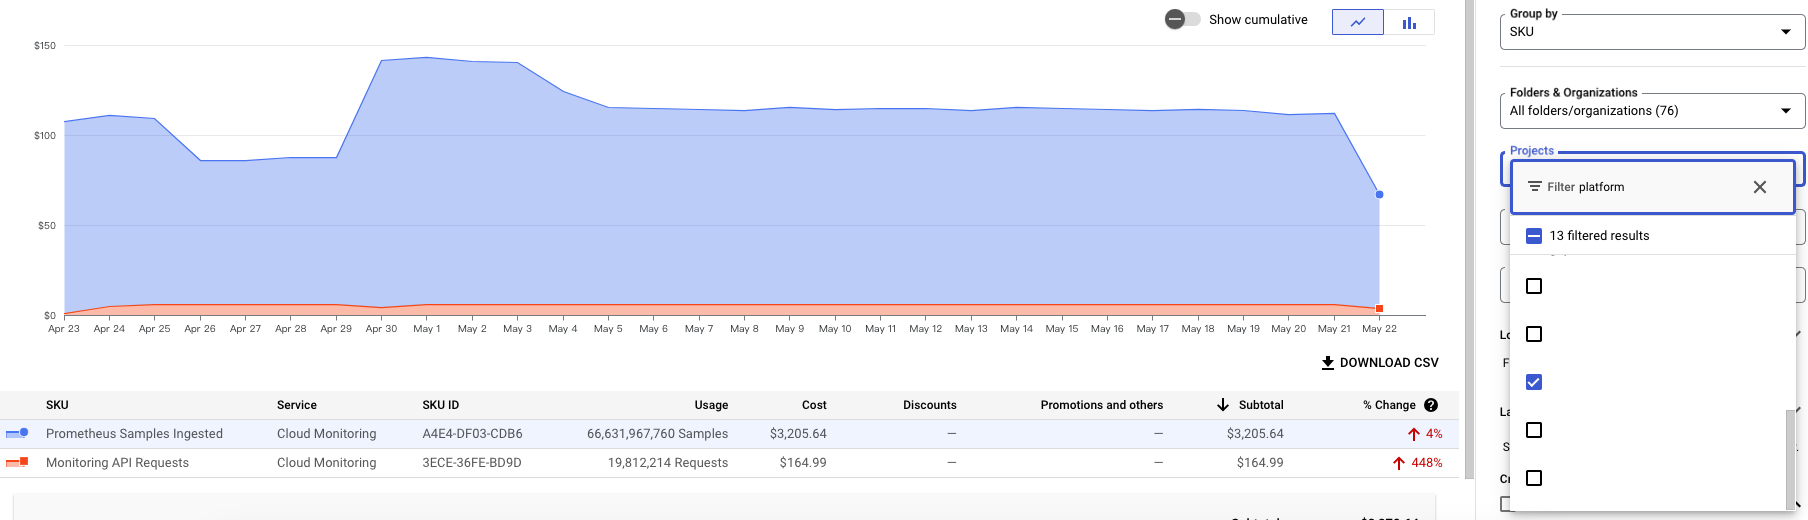 Show cumulative
$150
$100
$50
$0
Apr 23 Apr 24 Apr 25 Apr 26 Apr 27 Apr 28 Apr 29 Apr 30 May 1 May 2 May 3 May 4 May 5 May 6 May 7 May 8 May 9 May 10 May 11 May 12 May 13 May 14 May 15 May 16 May 17 May 18 May 19 May 20 May 21 May 22
DOWNLOAD CSV
SKU Service SKU ID Usage Cost Discounts Promotions and others Subtotal % Change
Prometheus Samples Ingested Cloud Monitoring A4E4-DF03-CDB6 66,631,967,760 Samples $3,205.64 — — $3,205.64 4%
Monitoring API Requests Cloud Monitoring 3ECE-36FE-BD9D 19,812,214 Requests $164.99 — — $164.99 448%
Group by
SKU
Folders & Organizations
All folders/organizations (76)
Projects
Filter platform
13 filtered results